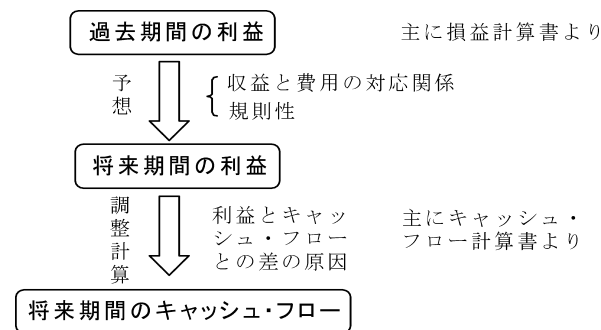 過去期間の利益
主に損益計算書より
予想
収益と費用の対応関係
規則性
将来期間の利益
調整計算
利益とキャッ
シュ・フロー
との差の原因
主にキャッシュ・
フロー計算書より
将来期間のキャッシュ・フロー